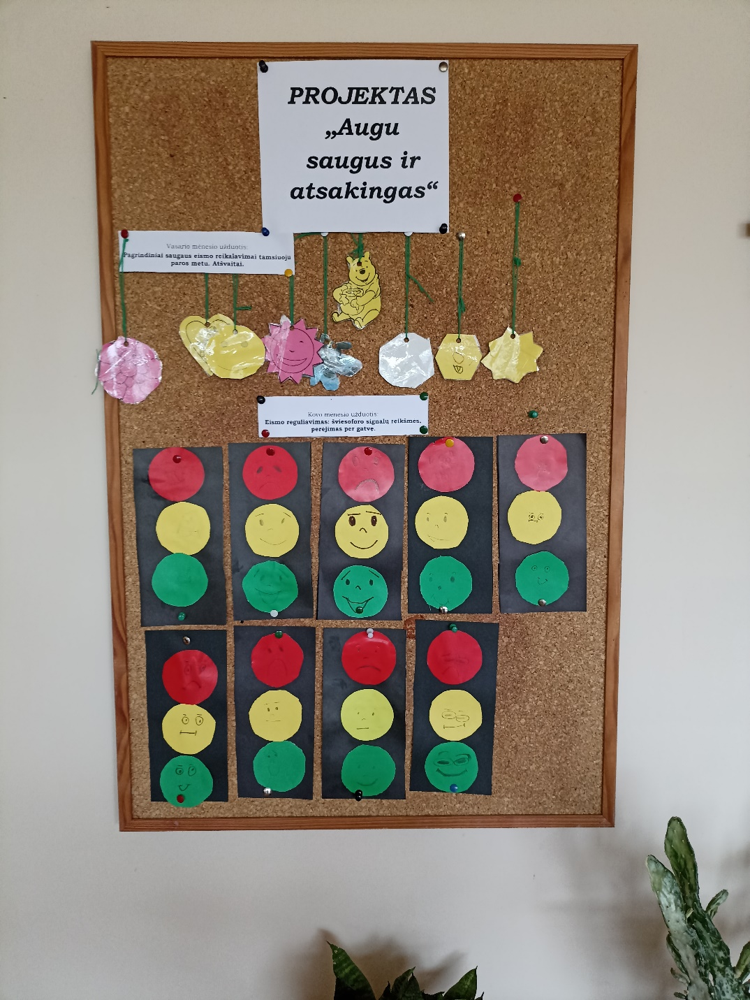 PROJEKTAS
„Augu
saugus ir
atsakingas“
Vasario mėnesio užduotis:
Pagrindiniai saugaus eismo reikalavimai tamsiuoju
paros metu. Atšvaitai.
Kovo mėnesio užduotis:
Eismo reguliavimas: šviesoforo signalų reikšmės,
perėjimas per gatvę.